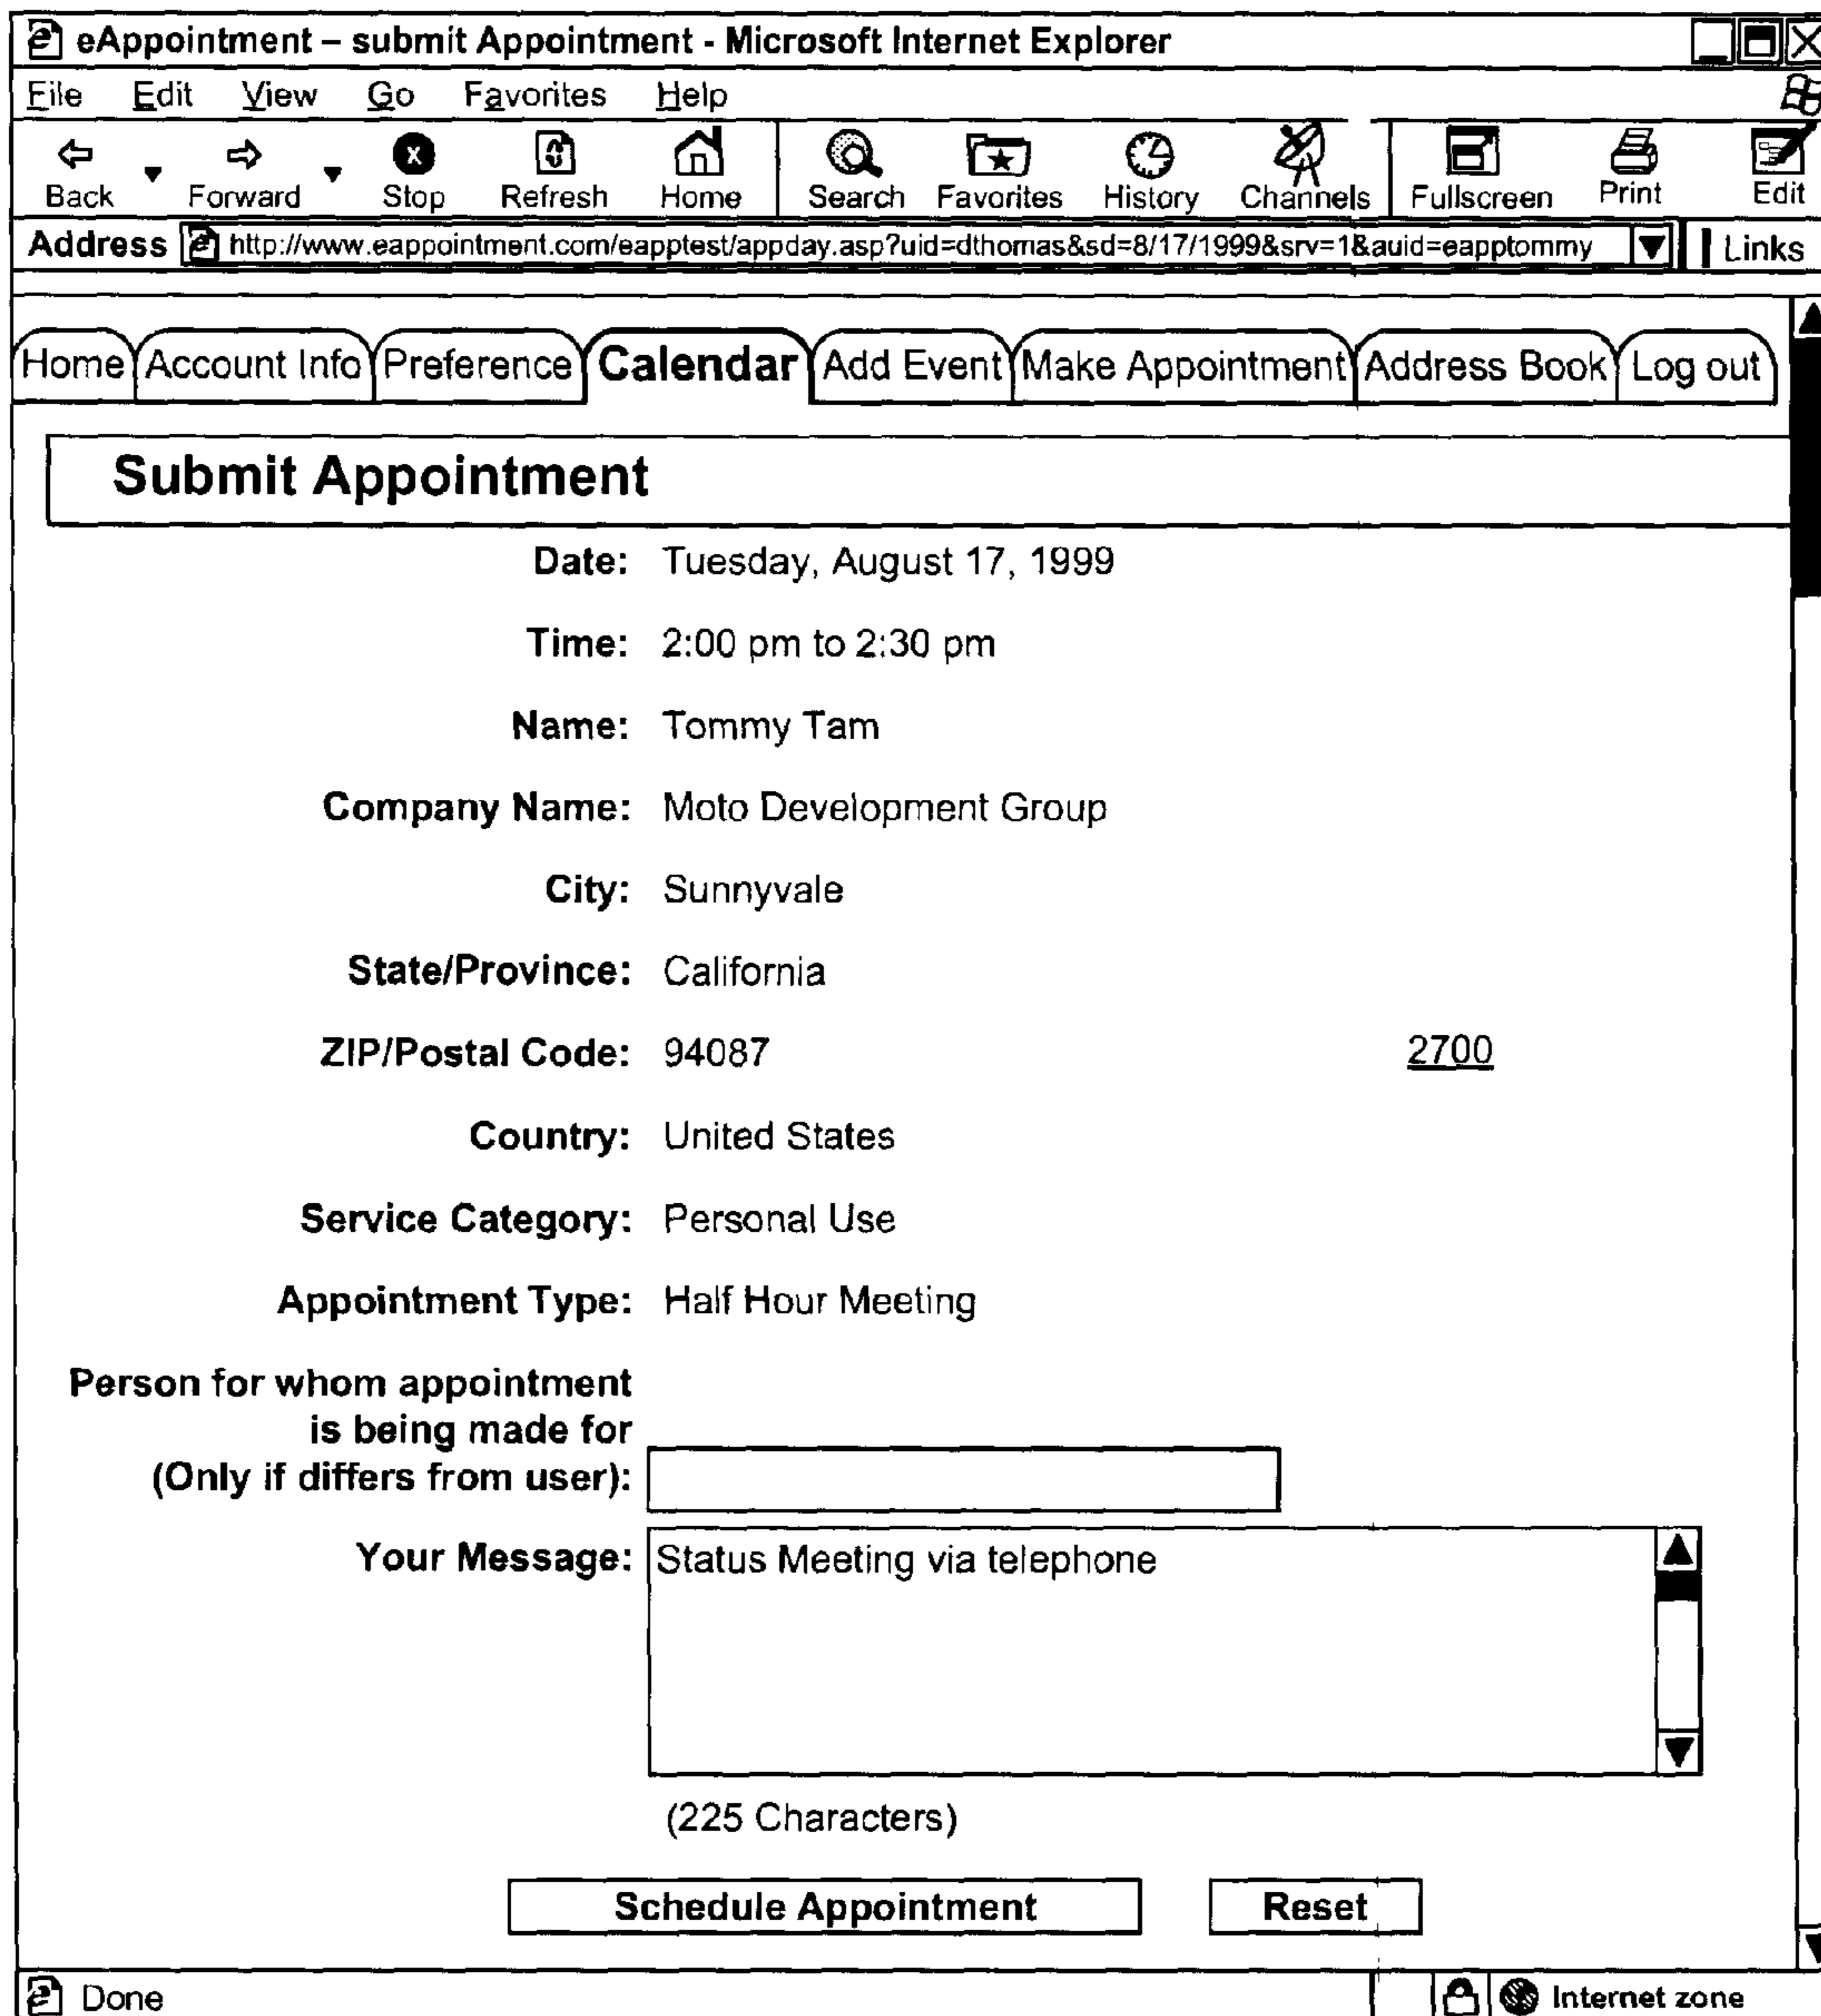 eAppointment – submit Appointment - Microsoft Internet Explorer
File Edit View Go Favorites Help
Back Forward Stop Refresh Home Search Favorites History Channels Fullscreen Print Edit
Address http://www.eappointment.com/eapptest/appday.asp?uid=dthomas&sd=8/17/1999&srv=1&auid=eapptommy Links
Home Account Info Preference Calendar Add Event Make Appointment Address Book Log out
Submit Appointment
Date: Tuesday, August 17, 1999
Time: 2:00 pm to 2:30 pm
Name: Tommy Tam
Company Name: Moto Development Group
City: Sunnyvale
State/Province: California
ZIP/Postal Code: 94087 2700
Country: United States
Service Category: Personal Use
Appointment Type: Half Hour Meeting
Person for whom appointment
is being made for
(Only if differs from user):
Your Message: Status Meeting via telephone
(225 Characters)
Schedule Appointment Reset
Done Internet zone